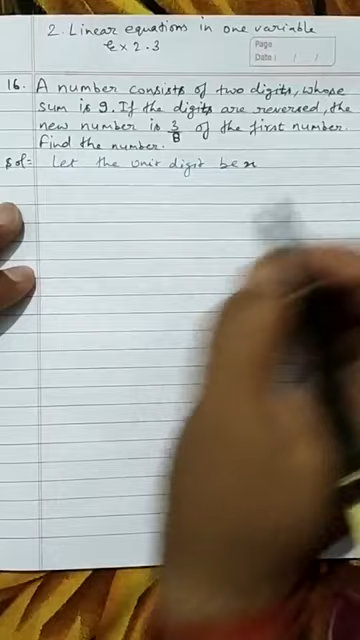 2. Linear equations in one variable
Ex 2.3
Page
Date : / /
16. A number consists of two digits, whose
sum is 9. If the digits are reversed, the
new number is 3/8 of the first number.
Find the number.
Sol= Let the unit digit be x